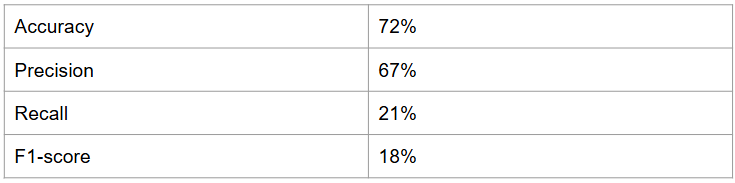 Accuracy 72%
Precision 67%
Recall 21%
F1-score 18%